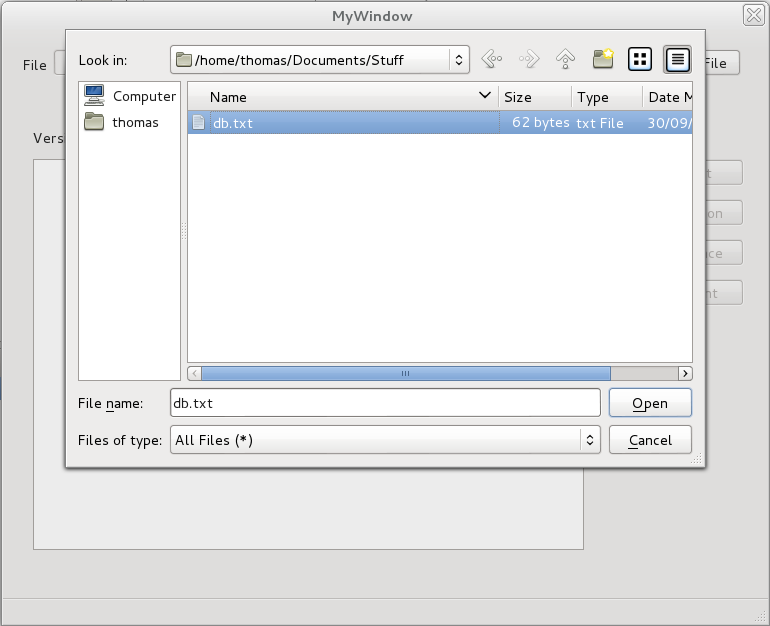 MyWindow
Look in: /home/thomas/Documents/Stuff
File
File
Computer
thomas
Name Size Type Date M
db.txt 62 bytes txt File 30/09/
Vers
t
on
ce
nt
File name: db.txt Open
Files of type: All Files (*) Cancel